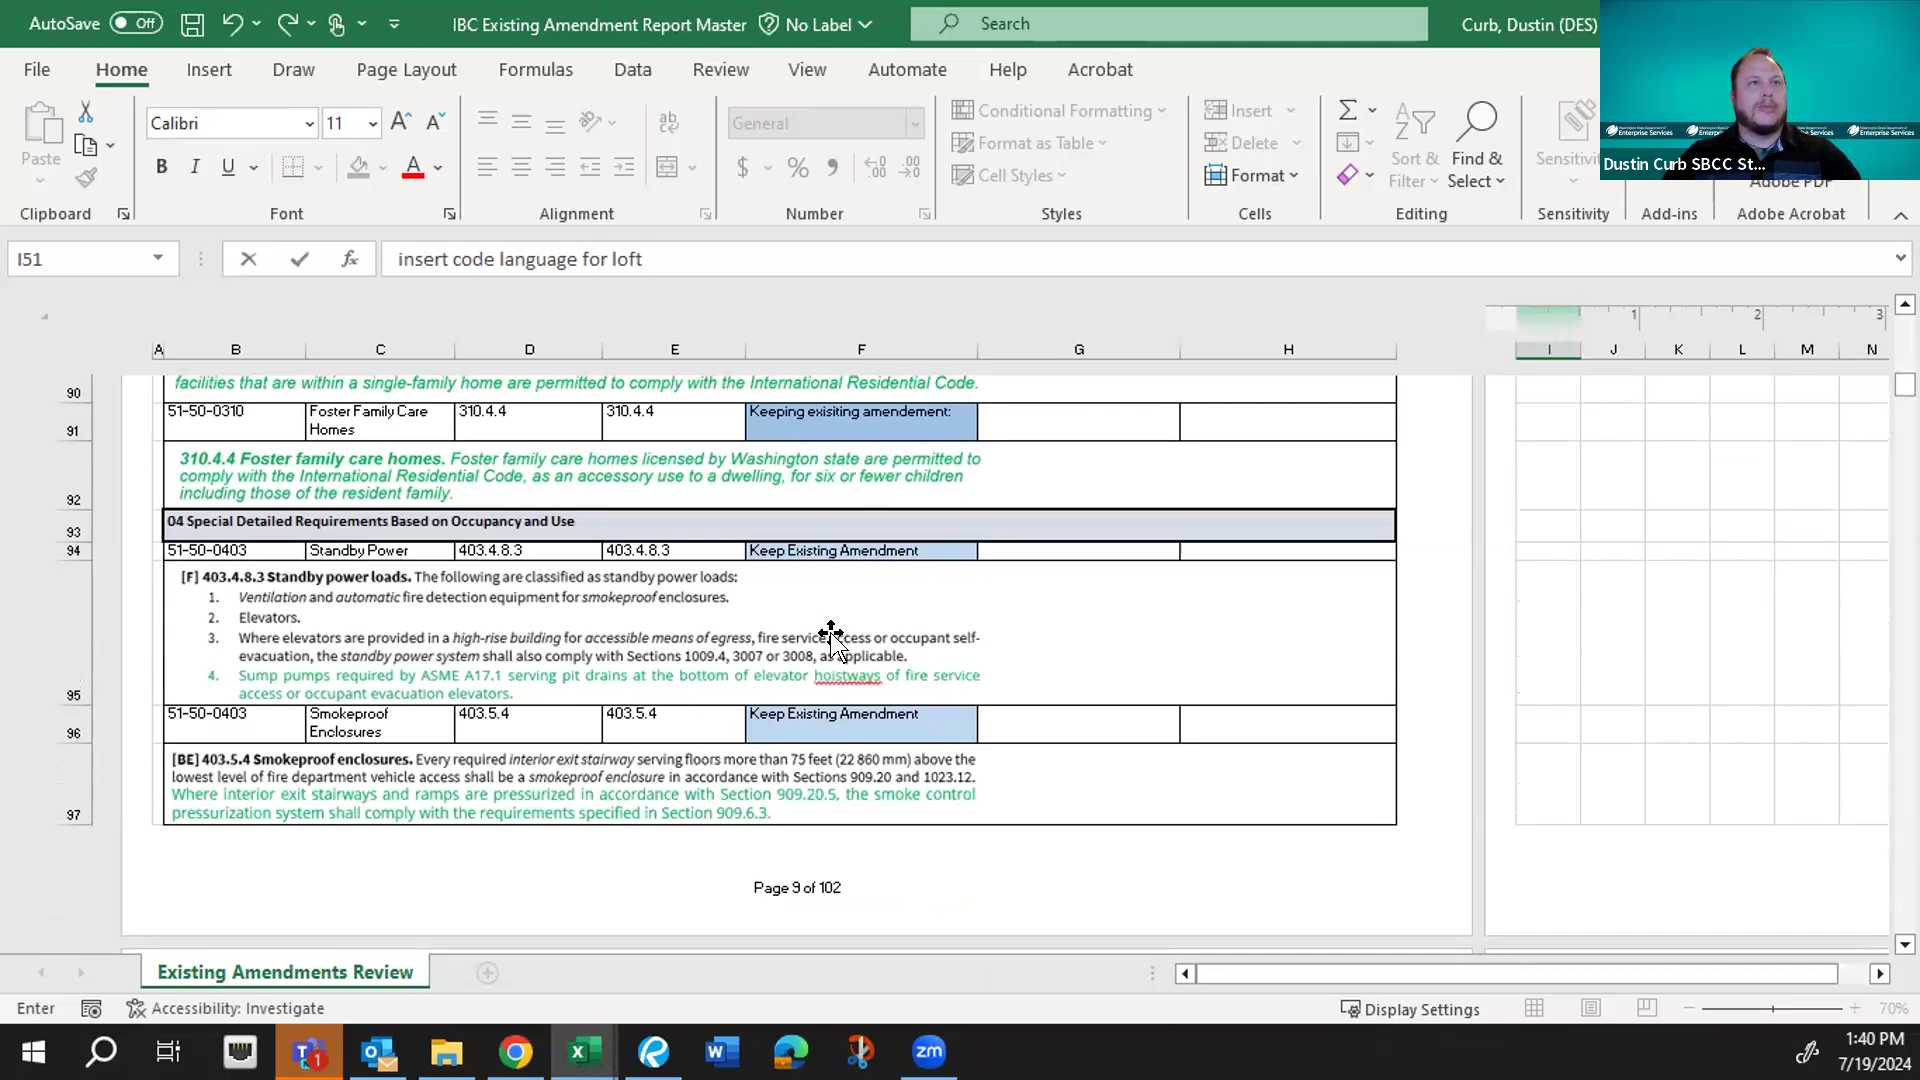 AutoSave Off IBC Existing Amendment Report Master No Label Search Curb, Dustin (DES)
File Home Insert Draw Page Layout Formulas Data Review View Automate Help Acrobat
Paste Calibri 11 General Conditional Formatting Insert
Format as Table Delete Sort & Find & Sensitivity
Cell Styles Format Filter Select Adobe PDF
Clipboard Font Alignment Number Styles Cells Editing Sensitivity Add-ins Adobe Acrobat
Enterprise Services Enterprise Services
Dustin Curb SBCC St...
I51 insert code language for loft
1 2 3
A B C D E F G H I J K L M N
90 facilities that are within a single-family home are permitted to comply with the International Residential Code.
91 51-50-0310 Foster Family Care Homes 310.4.4 310.4.4 Keeping exisiting amendement:
310.4.4 Foster family care homes. Foster family care homes licensed by Washington state are permitted to
comply with the International Residential Code, as an accessory use to a dwelling, for six or fewer children
92 including those of the resident family.
93 04 Special Detailed Requirements Based on Occupancy and Use
94 51-50-0403 Standby Power 403.4.8.3 403.4.8.3 Keep Existing Amendment
[F] 403.4.8.3 Standby power loads. The following are classified as standby power loads:
1. Ventilation and automatic fire detection equipment for smokeproof enclosures.
2. Elevators.
3. Where elevators are provided in a high-rise building for accessible means of egress, fire service access or occupant self-
evacuation, the standby power system shall also comply with Sections 1009.4, 3007 or 3008, as applicable.
4. Sump pumps required by ASME A17.1 serving pit drains at the bottom of elevator hoistways of fire service
95 access or occupant evacuation elevators.
96 51-50-0403 Smokeproof Enclosures 403.5.4 403.5.4 Keep Existing Amendment
[BE] 403.5.4 Smokeproof enclosures. Every required interior exit stairway serving floors more than 75 feet (22 860 mm) above the
lowest level of fire department vehicle access shall be a smokeproof enclosure in accordance with Sections 909.20 and 1023.12.
Where interior exit stairways and ramps are pressurized in accordance with Section 909.20.5, the smoke control
97 pressurization system shall comply with the requirements specified in Section 909.6.3.
Page 9 of 102
Existing Amendments Review
Enter Accessibility: Investigate Display Settings 70%
1:40 PM
7/19/2024